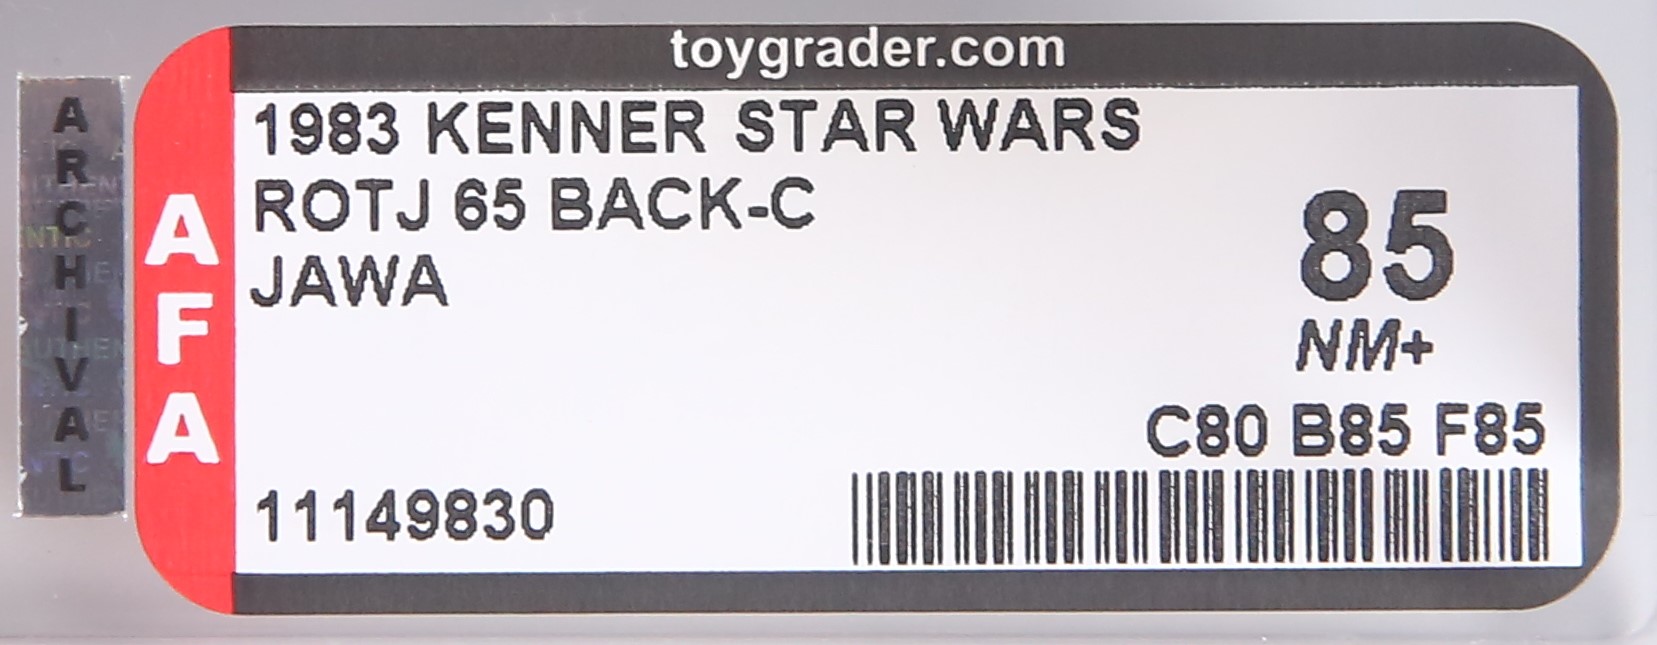 toygrader.com
ARCHIVAL
AFA
1983 KENNER STAR WARS
ROTJ 65 BACK-C
JAWA
85
NM+
C80 B85 F85
11149830